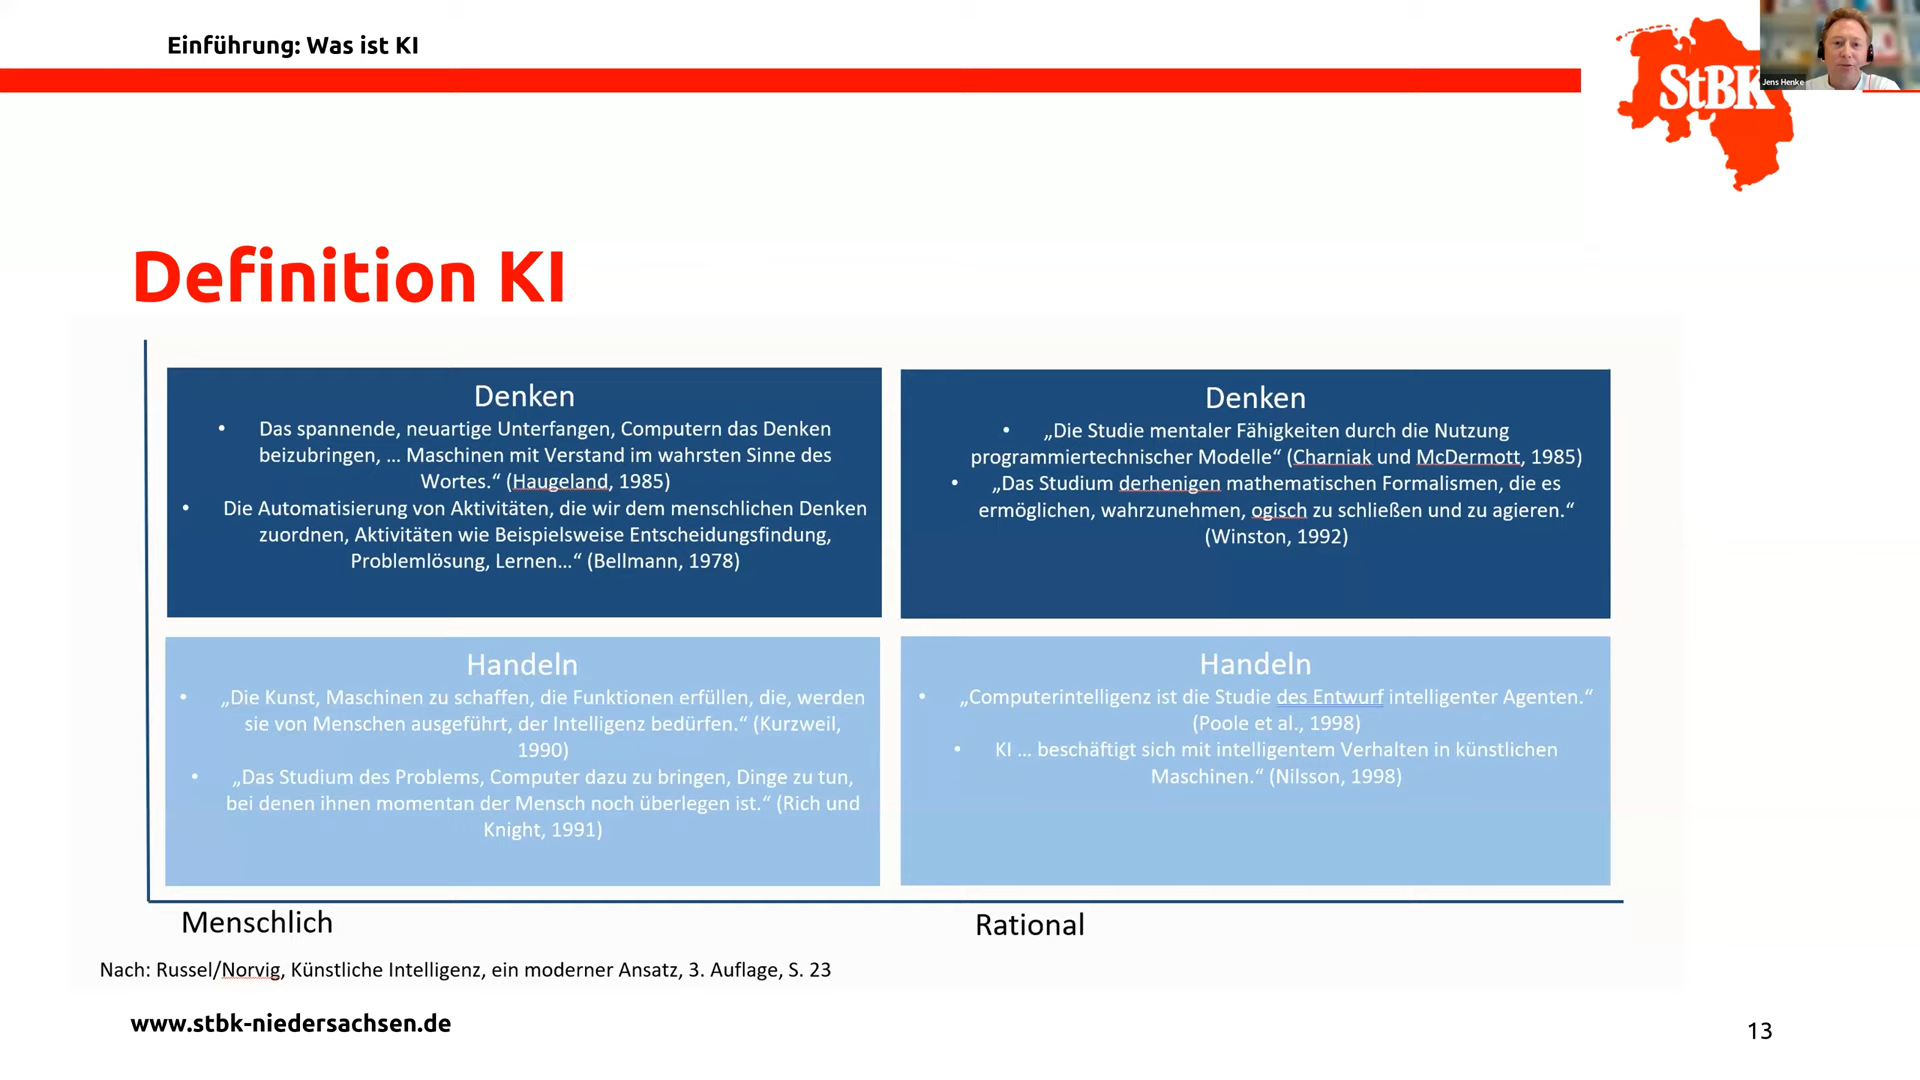 Einführung: Was ist KI
StBK
Jens Henke
Definition KI
Denken
• Das spannende, neuartige Unterfangen, Computern das Denken
beizubringen, ... Maschinen mit Verstand im wahrsten Sinne des
Wortes.“ (Haugeland, 1985)
• Die Automatisierung von Aktivitäten, die wir dem menschlichen Denken
zuordnen, Aktivitäten wie Beispielsweise Entscheidungsfindung,
Problemlösung, Lernen...“ (Bellmann, 1978)
Denken
• „Die Studie mentaler Fähigkeiten durch die Nutzung
programmiertechnischer Modelle“ (Charniak und McDermott, 1985)
• „Das Studium derhenigen mathematischen Formalismen, die es
ermöglichen, wahrzunehmen, ogisch zu schließen und zu agieren.“
(Winston, 1992)
Handeln
• „Die Kunst, Maschinen zu schaffen, die Funktionen erfüllen, die, werden
sie von Menschen ausgeführt, der Intelligenz bedürfen.“ (Kurzweil,
1990)
• „Das Studium des Problems, Computer dazu zu bringen, Dinge zu tun,
bei denen ihnen momentan der Mensch noch überlegen ist.“ (Rich und
Knight, 1991)
Handeln
• „Computerintelligenz ist die Studie des Entwurf intelligenter Agenten.“
(Poole et al., 1998)
• KI ... beschäftigt sich mit intelligentem Verhalten in künstlichen
Maschinen.“ (Nilsson, 1998)
Menschlich
Rational
Nach: Russel/Norvig, Künstliche Intelligenz, ein moderner Ansatz, 3. Auflage, S. 23
www.stbk-niedersachsen.de
13